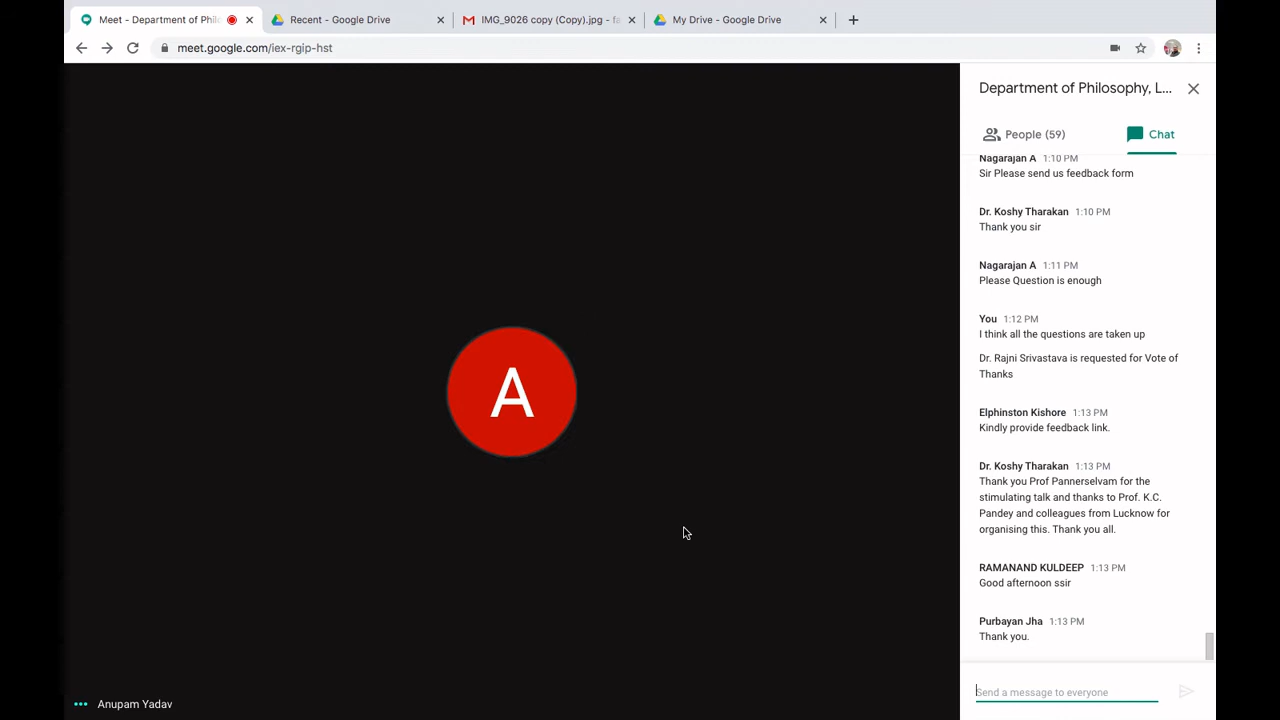 Meet - Department of Philo
Recent - Google Drive
IMG_9026 copy (Copy).jpg - fa
My Drive - Google Drive
meet.google.com/iex-rgip-hst
Department of Philosophy, L...
People (59)
Chat
Nagarajan A 1:10 PM
Sir Please send us feedback form
Dr. Koshy Tharakan 1:10 PM
Thank you sir
Nagarajan A 1:11 PM
Please Question is enough
You 1:12 PM
I think all the questions are taken up
Dr. Rajni Srivastava is requested for Vote of
Thanks
Elphinston Kishore 1:13 PM
Kindly provide feedback link.
Dr. Koshy Tharakan 1:13 PM
Thank you Prof Pannerselvam for the
stimulating talk and thanks to Prof. K.C.
Pandey and colleagues from Lucknow for
organising this. Thank you all.
RAMANAND KULDEEP 1:13 PM
Good afternoon ssir
Purbayan Jha 1:13 PM
Thank you.
Send a message to everyone
A
Anupam Yadav